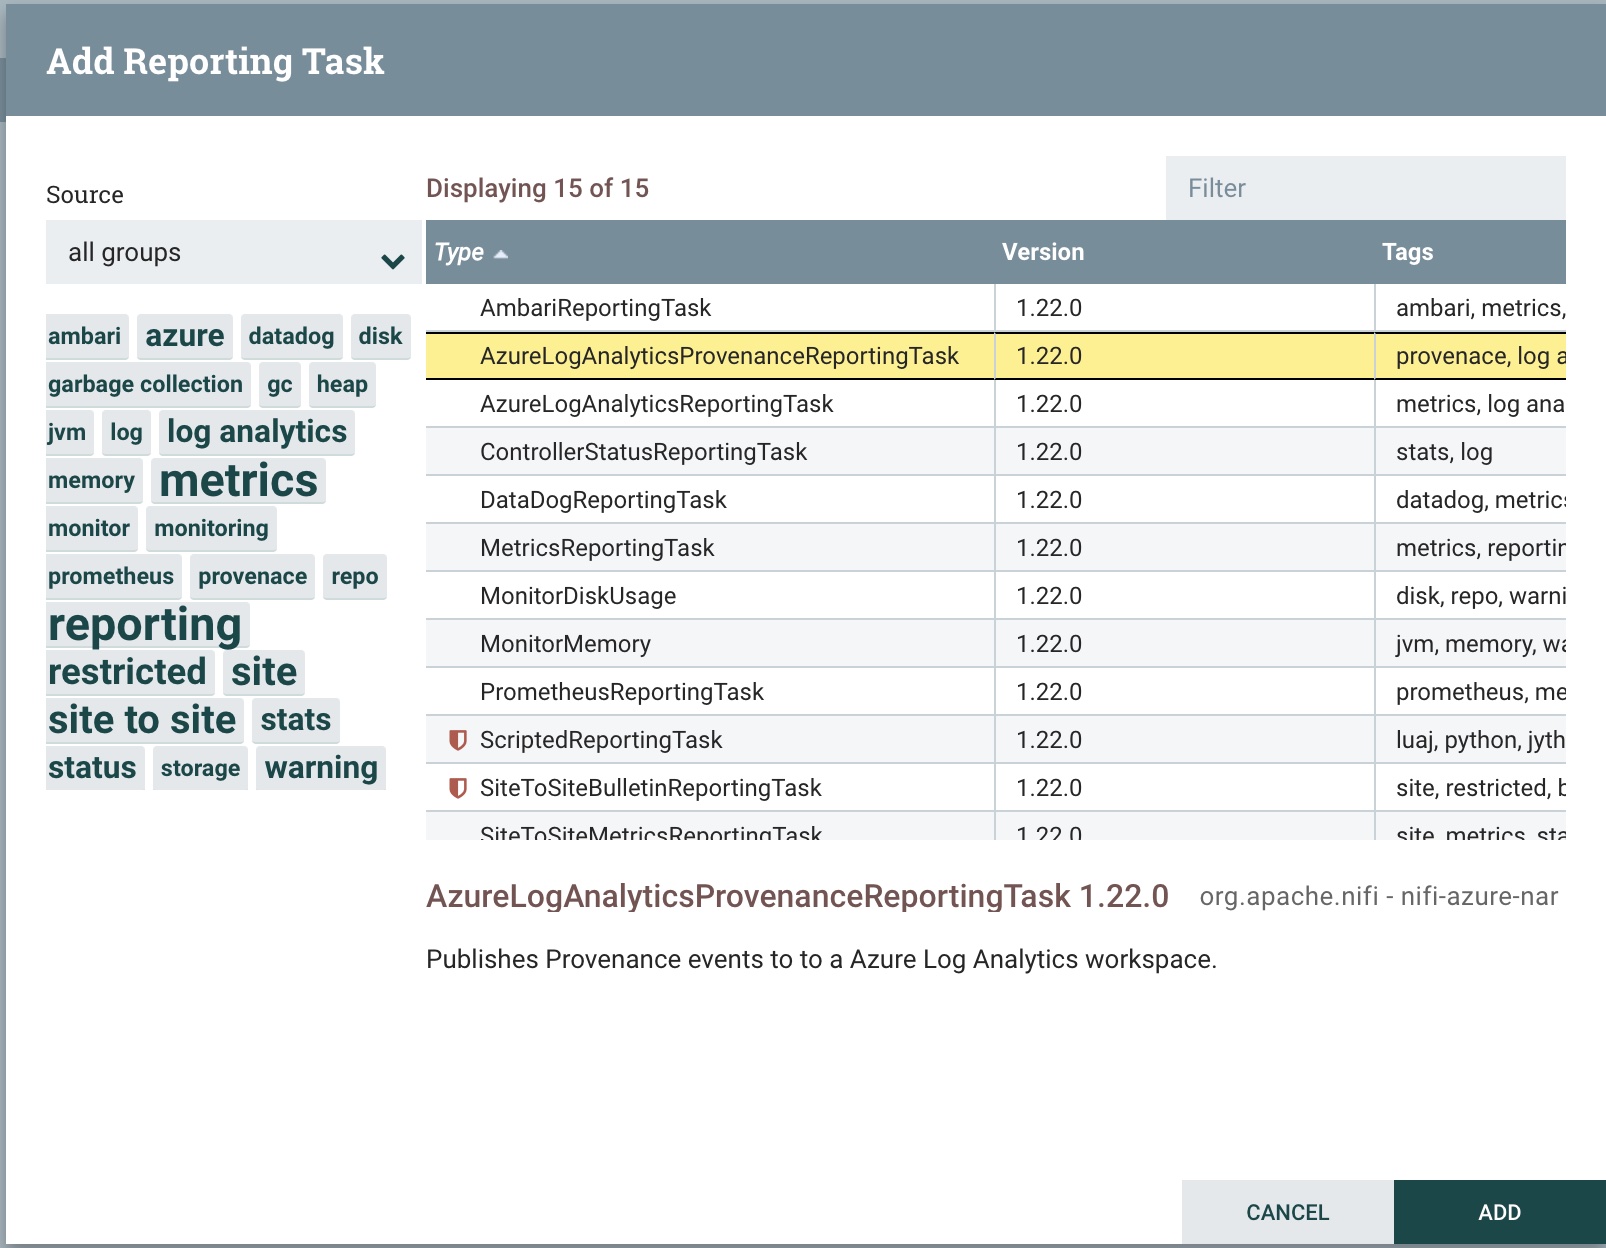 Add Reporting Task
Source
all groups
ambari azure datadog disk
garbage collection gc heap
jvm log log analytics
memory metrics
monitor monitoring
prometheus provenace repo
reporting
restricted site
site to site stats
status storage warning
Displaying 15 of 15
Filter
Type Version Tags
AmbariReportingTask 1.22.0 ambari, metrics,
AzureLogAnalyticsProvenanceReportingTask 1.22.0 provenace, log a
AzureLogAnalyticsReportingTask 1.22.0 metrics, log ana
ControllerStatusReportingTask 1.22.0 stats, log
DataDogReportingTask 1.22.0 datadog, metrics
MetricsReportingTask 1.22.0 metrics, reportin
MonitorDiskUsage 1.22.0 disk, repo, warni
MonitorMemory 1.22.0 jvm, memory, wa
PrometheusReportingTask 1.22.0 prometheus, me
ScriptedReportingTask 1.22.0 luaj, python, jyth
SiteToSiteBulletinReportingTask 1.22.0 site, restricted, b
SiteToSiteMetricsReportingTask 1.22.0 site, metrics, sta
AzureLogAnalyticsProvenanceReportingTask 1.22.0 org.apache.nifi - nifi-azure-nar
Publishes Provenance events to to a Azure Log Analytics workspace.
CANCEL ADD